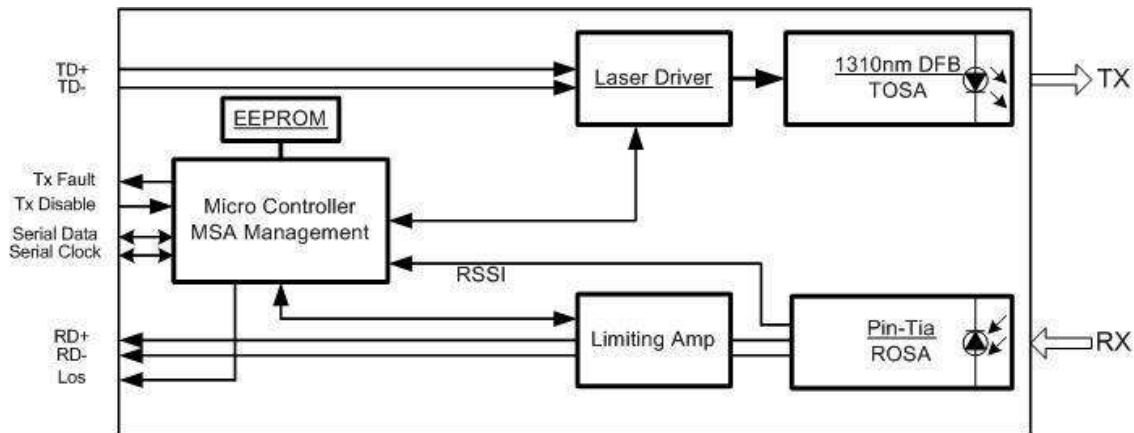 TD+
TD-
Laser Driver
1310nm DFB
TOSA
TX
EEPROM
Tx Fault
Tx Disable
Serial Data
Serial Clock
Micro Controller
MSA Management
RSSI
RD+
RD-
Los
Limiting Amp
Pin-Tia
ROSA
RX